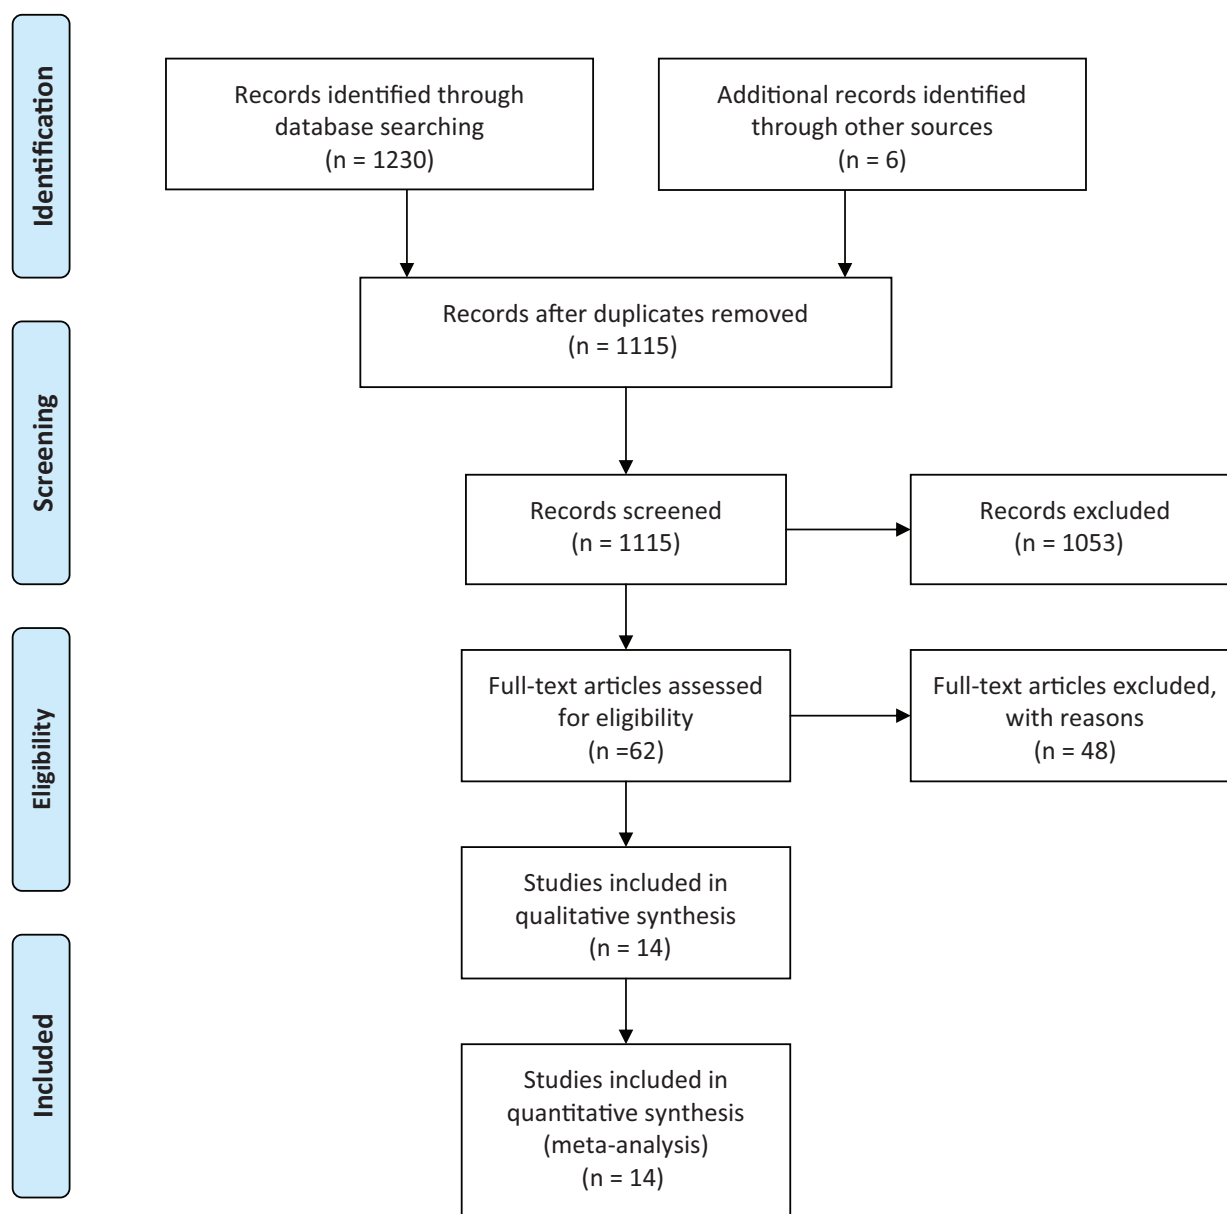 Identification
Records identified through
database searching
(n = 1230)
Additional records identified
through other sources
(n = 6)
Records after duplicates removed
(n = 1115)
Screening
Records screened
(n = 1115)
Records excluded
(n = 1053)
Eligibility
Full-text articles assessed
for eligibility
(n =62)
Full-text articles excluded,
with reasons
(n = 48)
Studies included in
qualitative synthesis
(n = 14)
Included
Studies included in
quantitative synthesis
(meta-analysis)
(n = 14)